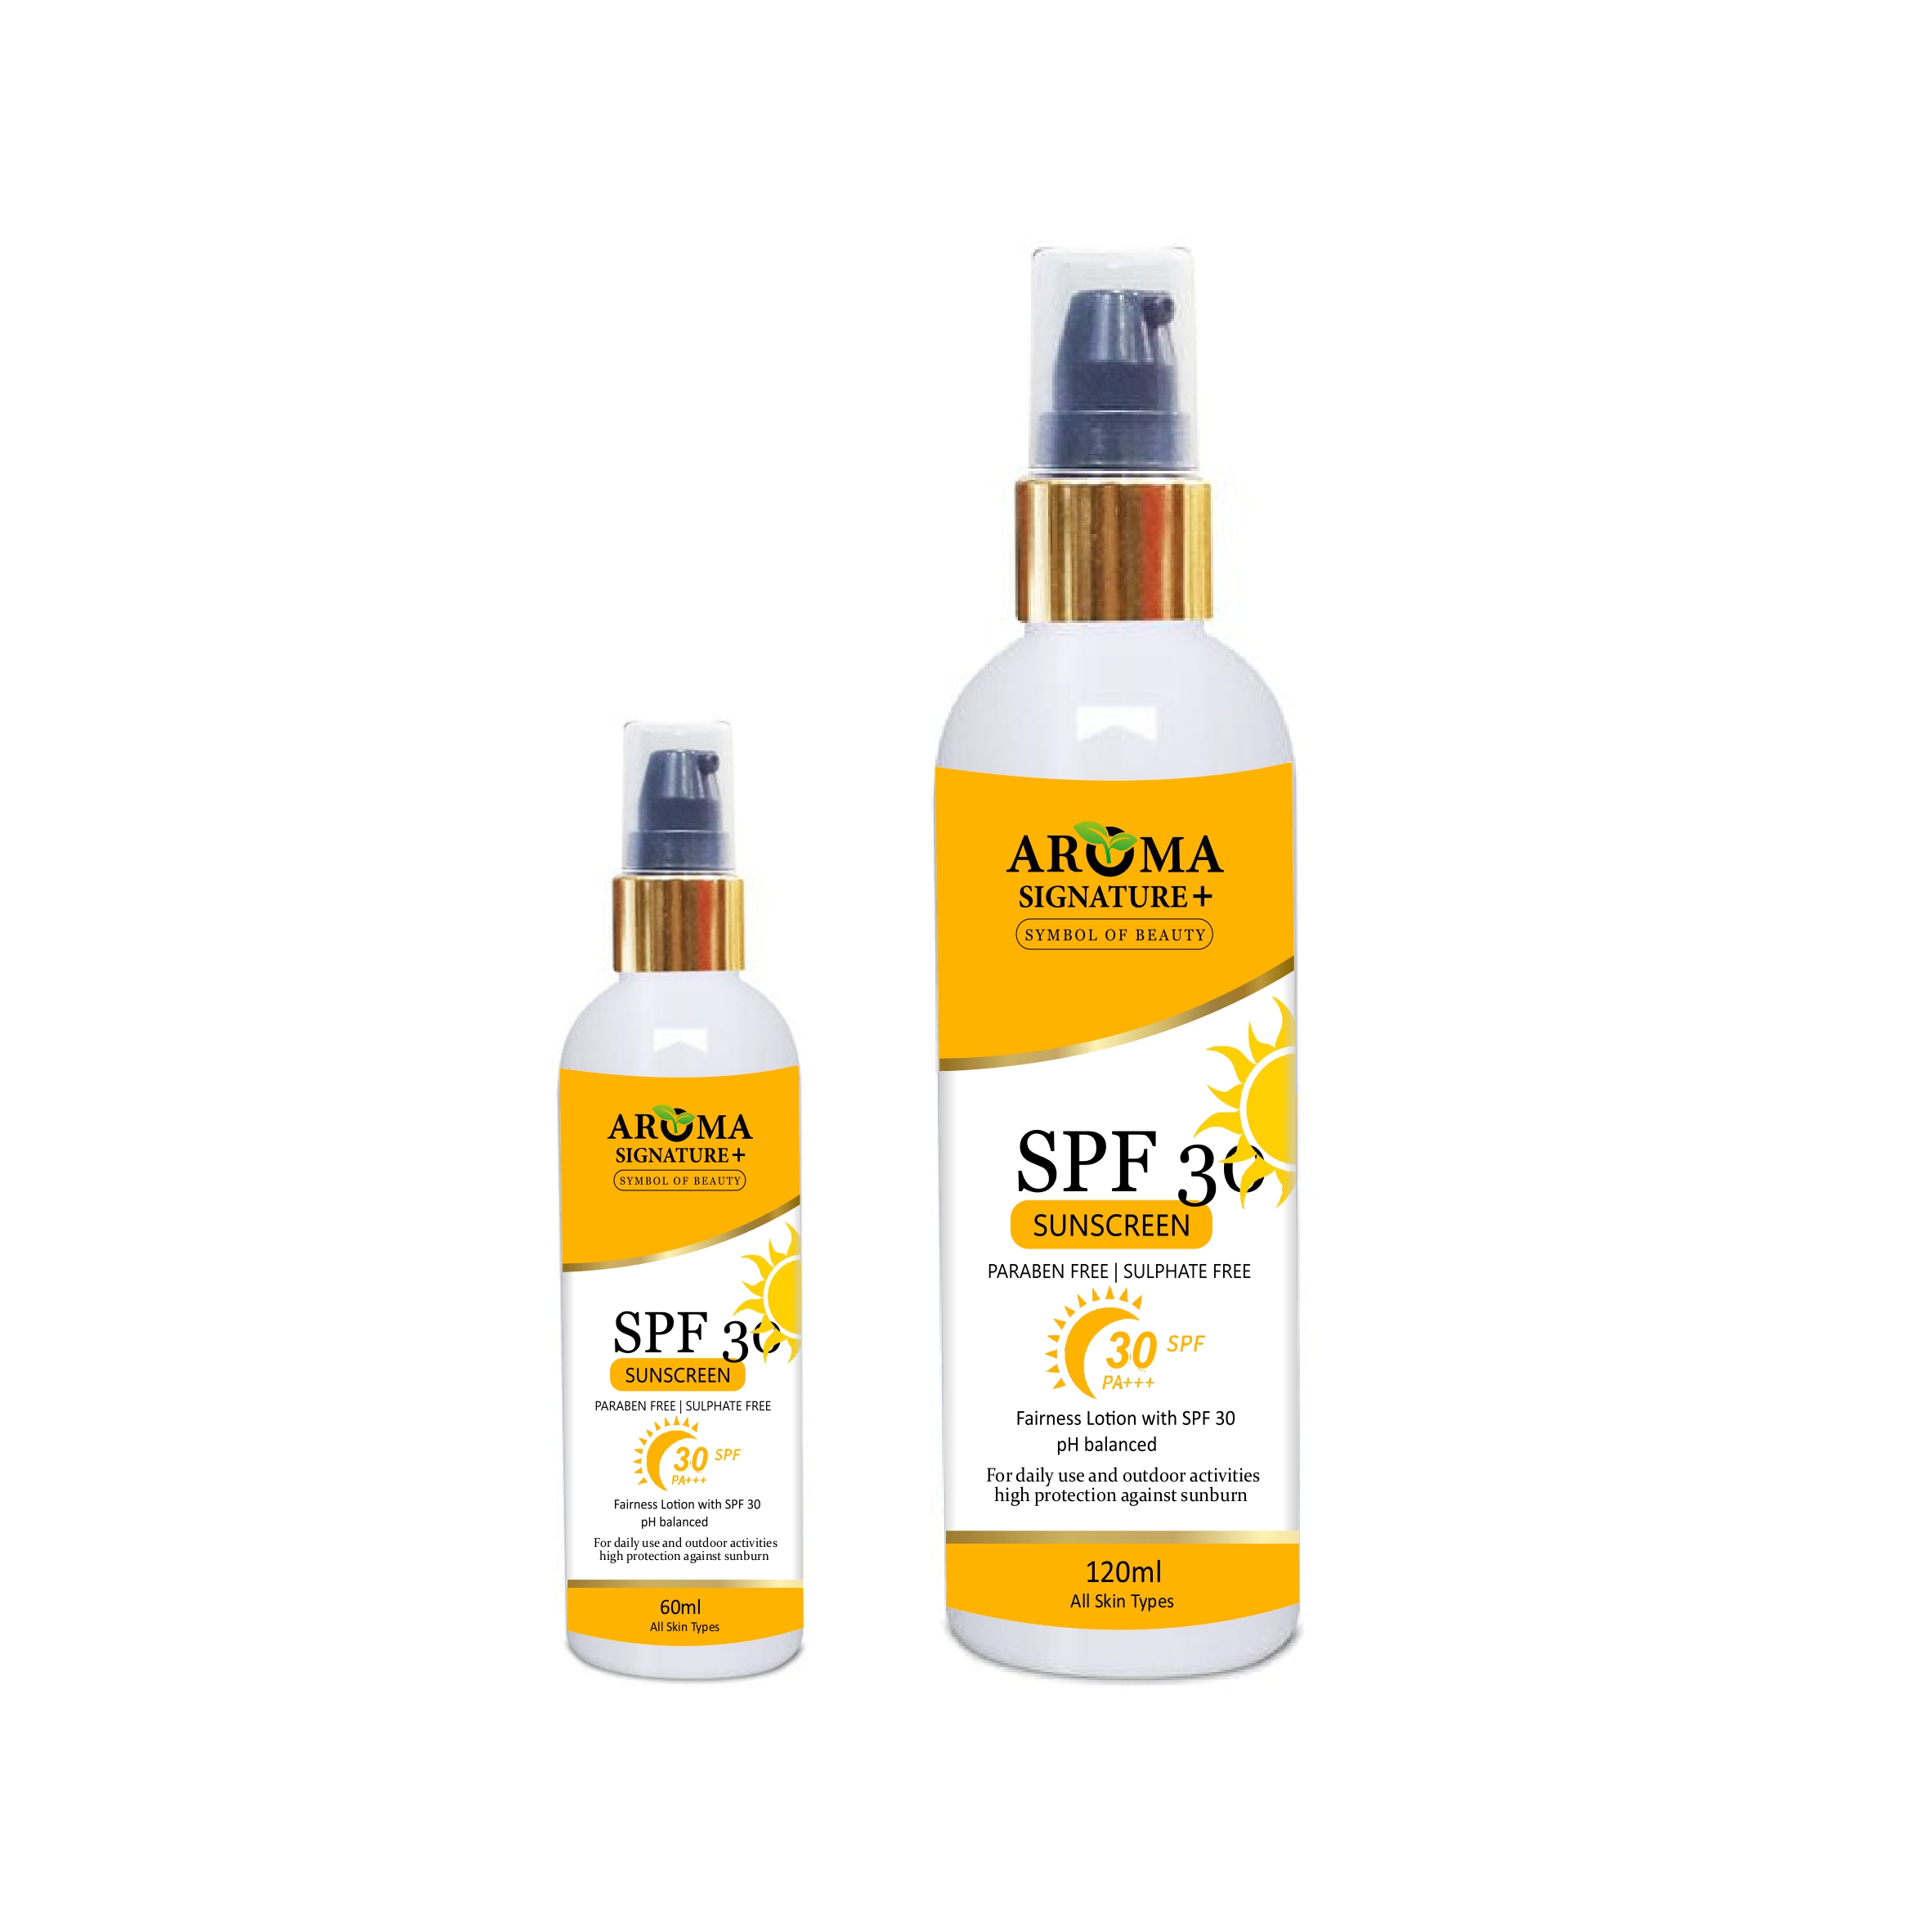 AROMA
SIGNATURE+
SYMBOL OF BEAUTY
SPF 30
SUNSCREEN
PARABEN FREE | SULPHATE FREE
30 SPF
PA+++
Fairness Lotion with SPF 30
pH balanced
For daily use and outdoor activities
high protection against sunburn
60ml
All Skin Types
AROMA
SIGNATURE+
SYMBOL OF BEAUTY
SPF 30
SUNSCREEN
PARABEN FREE | SULPHATE FREE
30 SPF
PA+++
Fairness Lotion with SPF 30
pH balanced
For daily use and outdoor activities
high protection against sunburn
120ml
All Skin Types